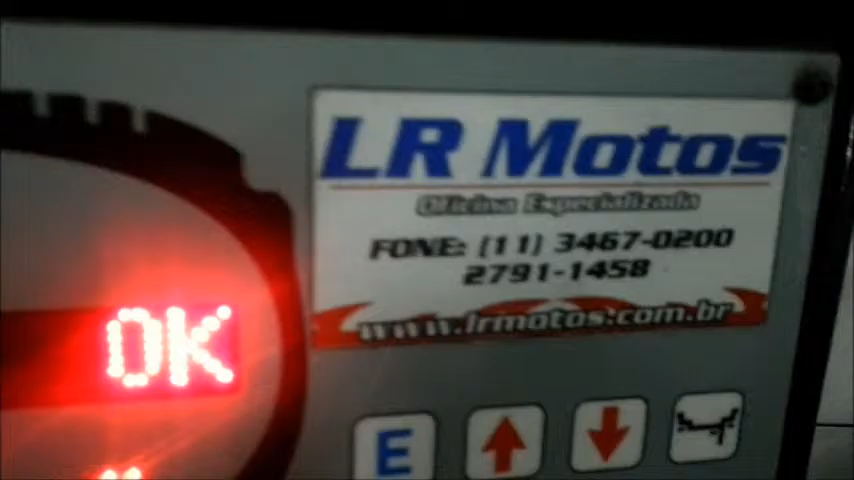 LR Motos
Oficina Especializada
FONE: (11) 3467-0200
2791-1458
www.lrmotos.com.br
OK
E